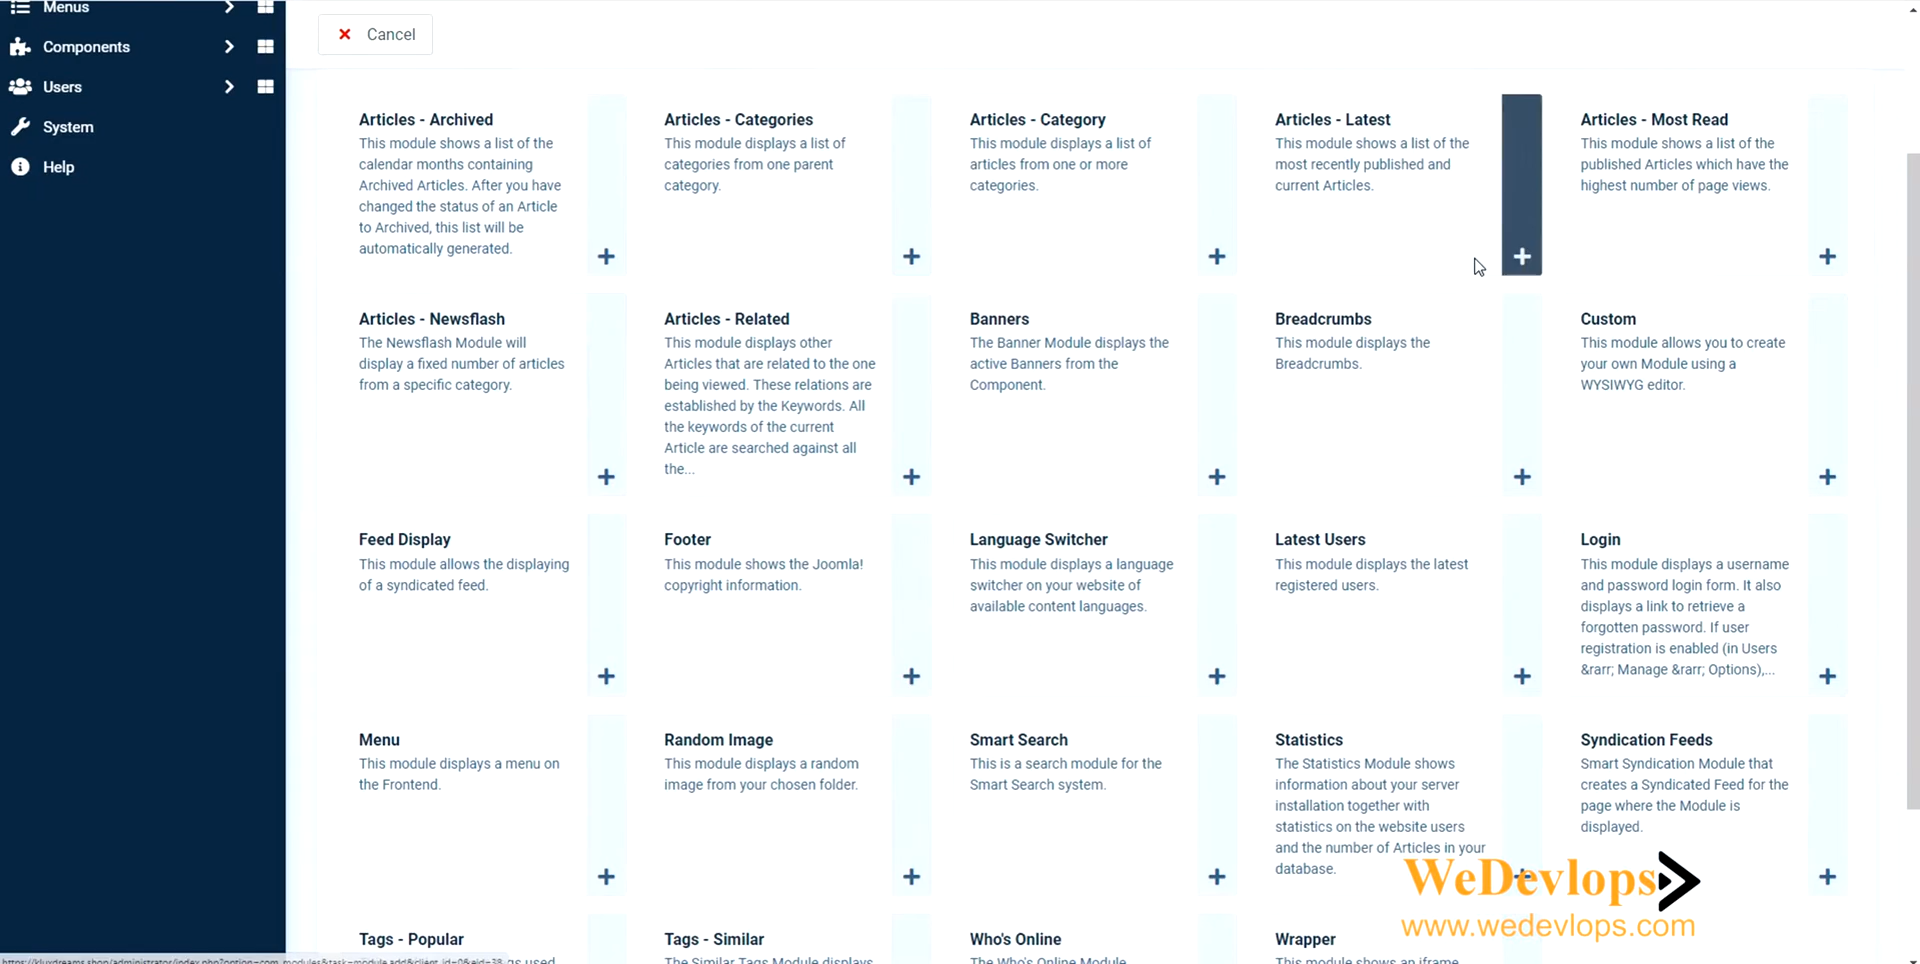 Menus
Components
Users
System
Help
Cancel
Articles - Archived
This module shows a list of the
calendar months containing
Archived Articles. After you have
changed the status of an Article
to Archived, this list will be
automatically generated.
Articles - Categories
This module displays a list of
categories from one parent
category.
Articles - Category
This module displays a list of
articles from one or more
categories.
Articles - Latest
This module shows a list of the
most recently published and
current Articles.
Articles - Most Read
This module shows a list of the
published Articles which have the
highest number of page views.
Articles - Newsflash
The Newsflash Module will
display a fixed number of articles
from a specific category.
Articles - Related
This module displays other
Articles that are related to the one
being viewed. These relations are
established by the Keywords. All
the keywords of the current
Article are searched against all
the...
Banners
The Banner Module displays the
active Banners from the
Component.
Breadcrumbs
This module displays the
Breadcrumbs.
Custom
This module allows you to create
your own Module using a
WYSIWYG editor.
Feed Display
This module allows the displaying
of a syndicated feed.
Footer
This module shows the Joomla!
copyright information.
Language Switcher
This module displays a language
switcher on your website of
available content languages.
Latest Users
This module displays the latest
registered users.
Login
This module displays a username
and password login form. It also
displays a link to retrieve a
forgotten password. If user
registration is enabled (in Users
&rarr; Manage &rarr; Options),...
Menu
This module displays a menu on
the Frontend.
Random Image
This module displays a random
image from your chosen folder.
Smart Search
This is a search module for the
Smart Search system.
Statistics
The Statistics Module shows
information about your server
installation together with
statistics on the website users
and the number of Articles in your
database.
Syndication Feeds
Smart Syndication Module that
creates a Syndicated Feed for the
page where the Module is
displayed.
WeDevlops
www.wedevlops.com
Tags - Popular
used
Tags - Similar
The Similar Tags Module displays
Who's Online
The Who's Online Module
Wrapper
This module shows an iframe